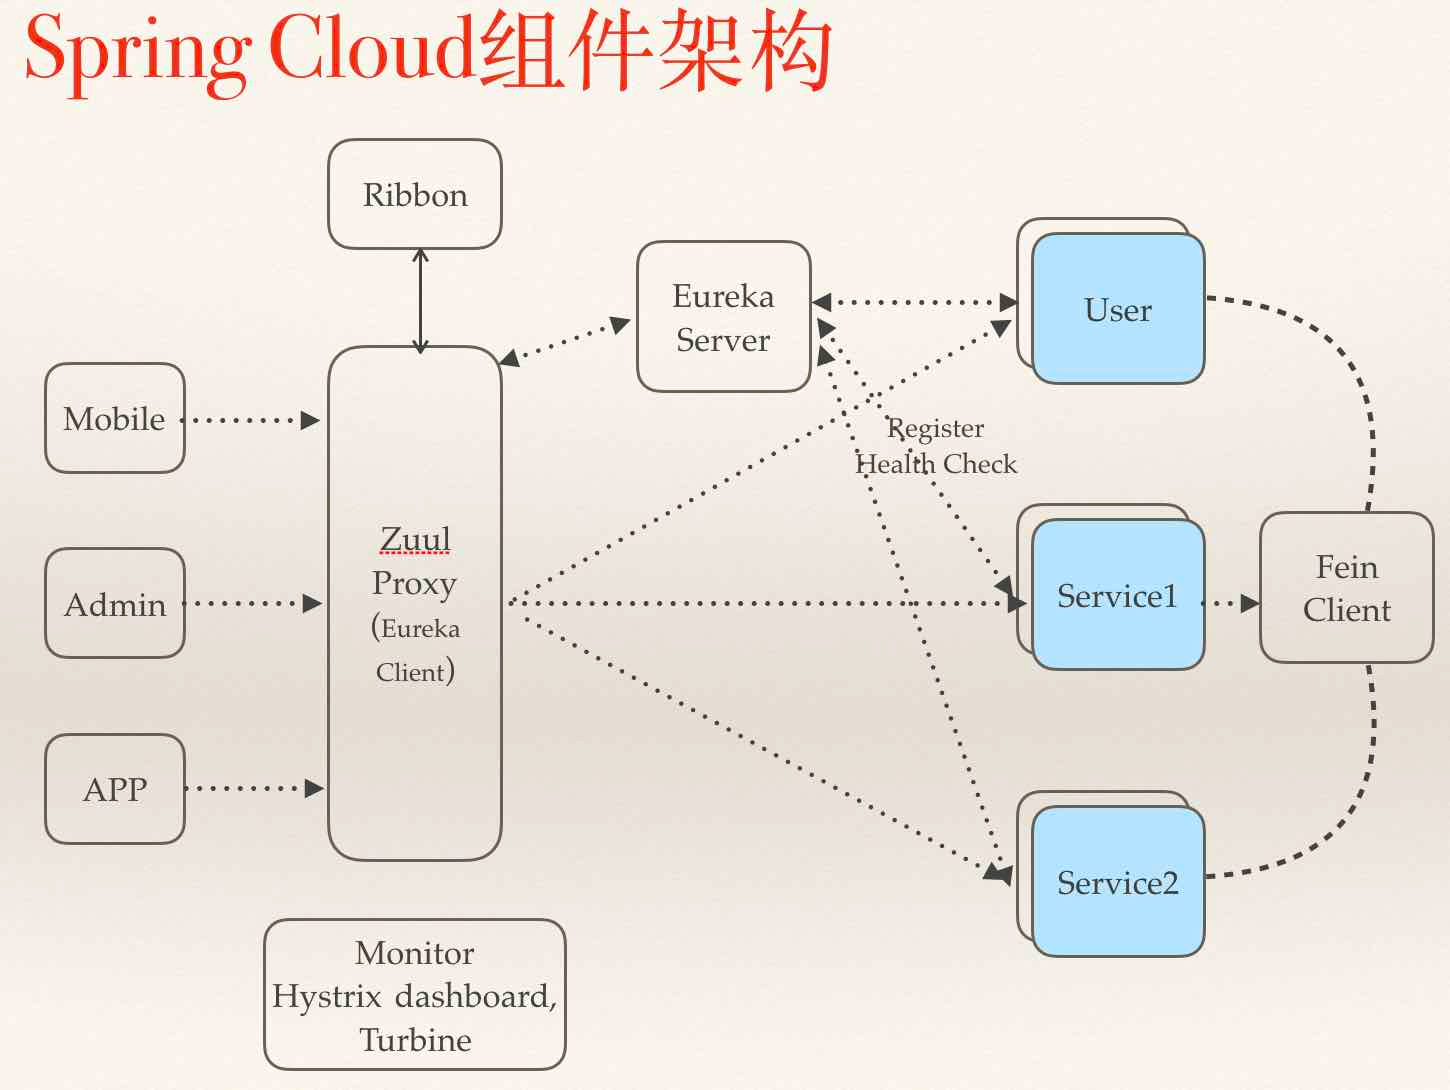 Spring Cloud组件架构
Ribbon
Eureka
Server
User
Mobile
Register
Health Check
Zuul
Proxy
(Eureka
Client)
Admin
Service1
Fein
Client
APP
Service2
Monitor
Hystrix dashboard,
Turbine